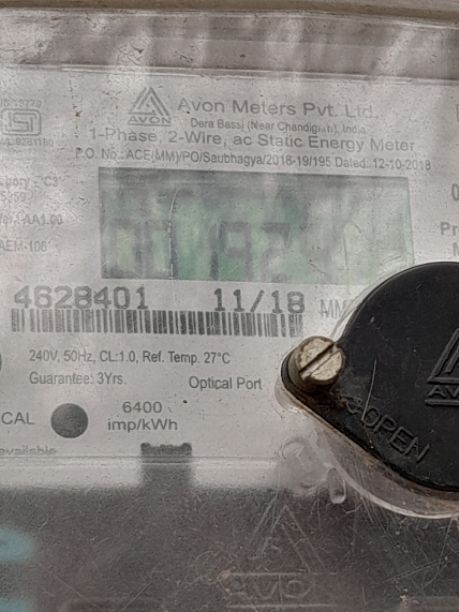 AVON
Avon Meters Pvt. Ltd.
Dera Bassi (Near Chandigarh), India
1-Phase, 2-Wire, ac Static Energy Meter
P.O. No.: ACE(MM)/PO/Saubhagya/2018-19/195 Dated: 12-10-2018
4628401 11/18
240V, 50Hz, CL:1.0, Ref. Temp. 27°C
Guarantee: 3Yrs. Optical Port
CAL 6400 imp/kWh
available
OPEN
AVON